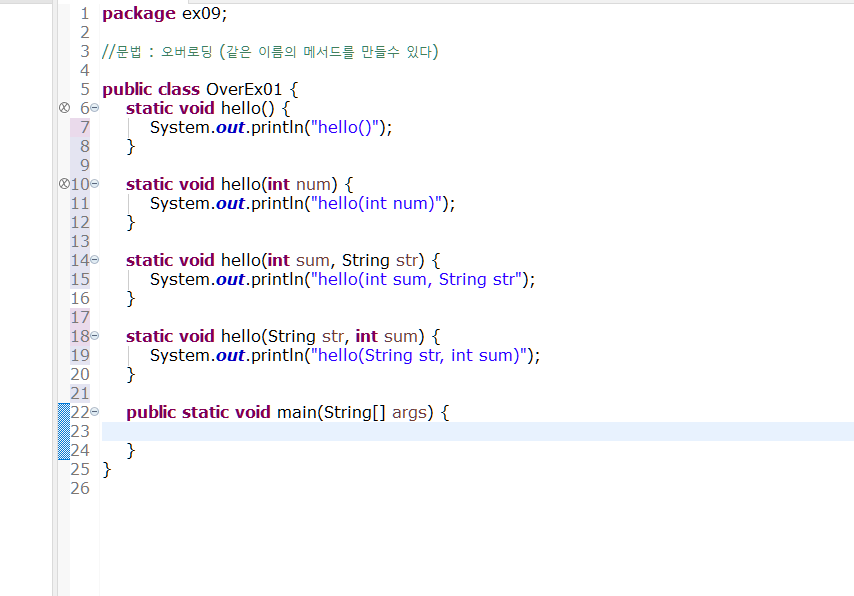 1 package ex09;
2
3 //문법 : 오버로딩 (같은 이름의 메서드를 만들수 있다)
4
5 public class OverEx01 {
6 static void hello() {
7 System.out.println("hello()");
8 }
9
10 static void hello(int num) {
11 System.out.println("hello(int num)");
12 }
13
14 static void hello(int sum, String str) {
15 System.out.println("hello(int sum, String str");
16 }
17
18 static void hello(String str, int sum) {
19 System.out.println("hello(String str, int sum)");
20 }
21
22 public static void main(String[] args) {
23
24 }
25 }
26